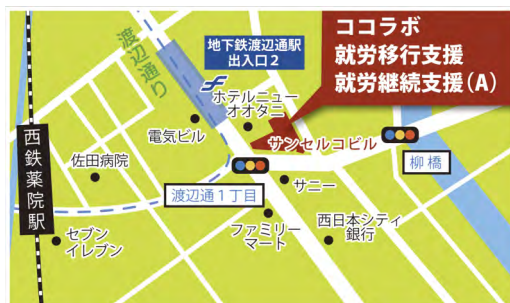 ココラボ
就労移行支援
就労継続支援(A)
渡辺通り
地下鉄渡辺通駅
出入口2
ホテルニュー
オオタニ
電気ビル
サンセルコビル
柳橋
西鉄薬院駅
佐田病院
渡辺通1丁目
サニー
セブン
イレブン
ファミリー
マート
西日本シティ
銀行